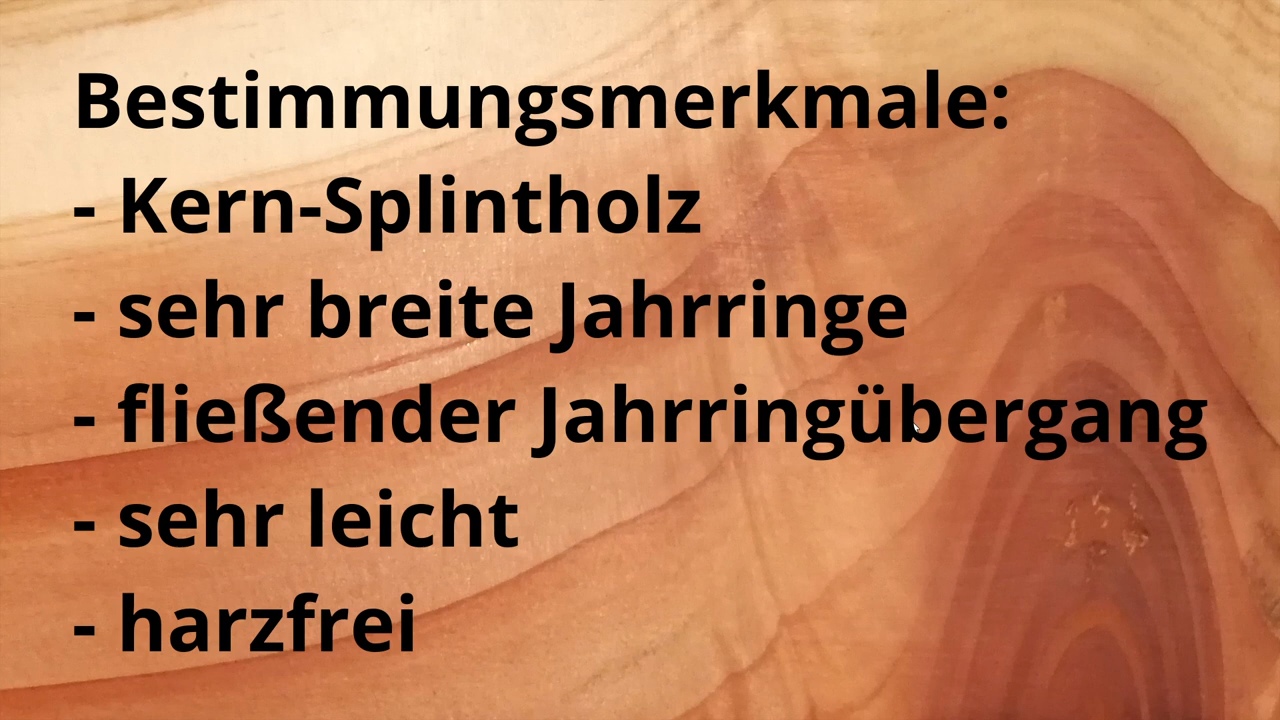 Bestimmungsmerkmale:
- Kern-Splintholz
- sehr breite Jahrringe
- fließender Jahrringübergang
- sehr leicht
- harzfrei